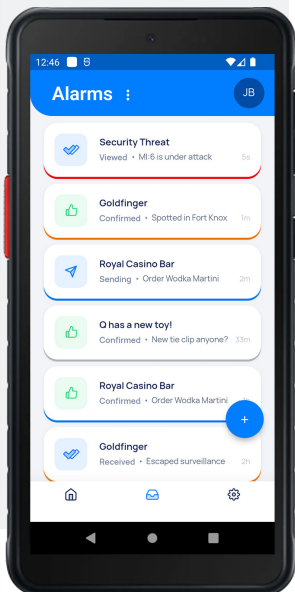 12:46
Alarms
JB
Security Threat
Viewed • MI:6 is under attack 5s
Goldfinger
Confirmed • Spotted in Fort Knox 1m
Royal Casino Bar
Sending • Order Wodka Martini 2m
Q has a new toy!
Confirmed • New tie clip anyone? 33m
Royal Casino Bar
Confirmed • Order Wodka Martini
+
Goldfinger
Received • Escaped surveillance 2h